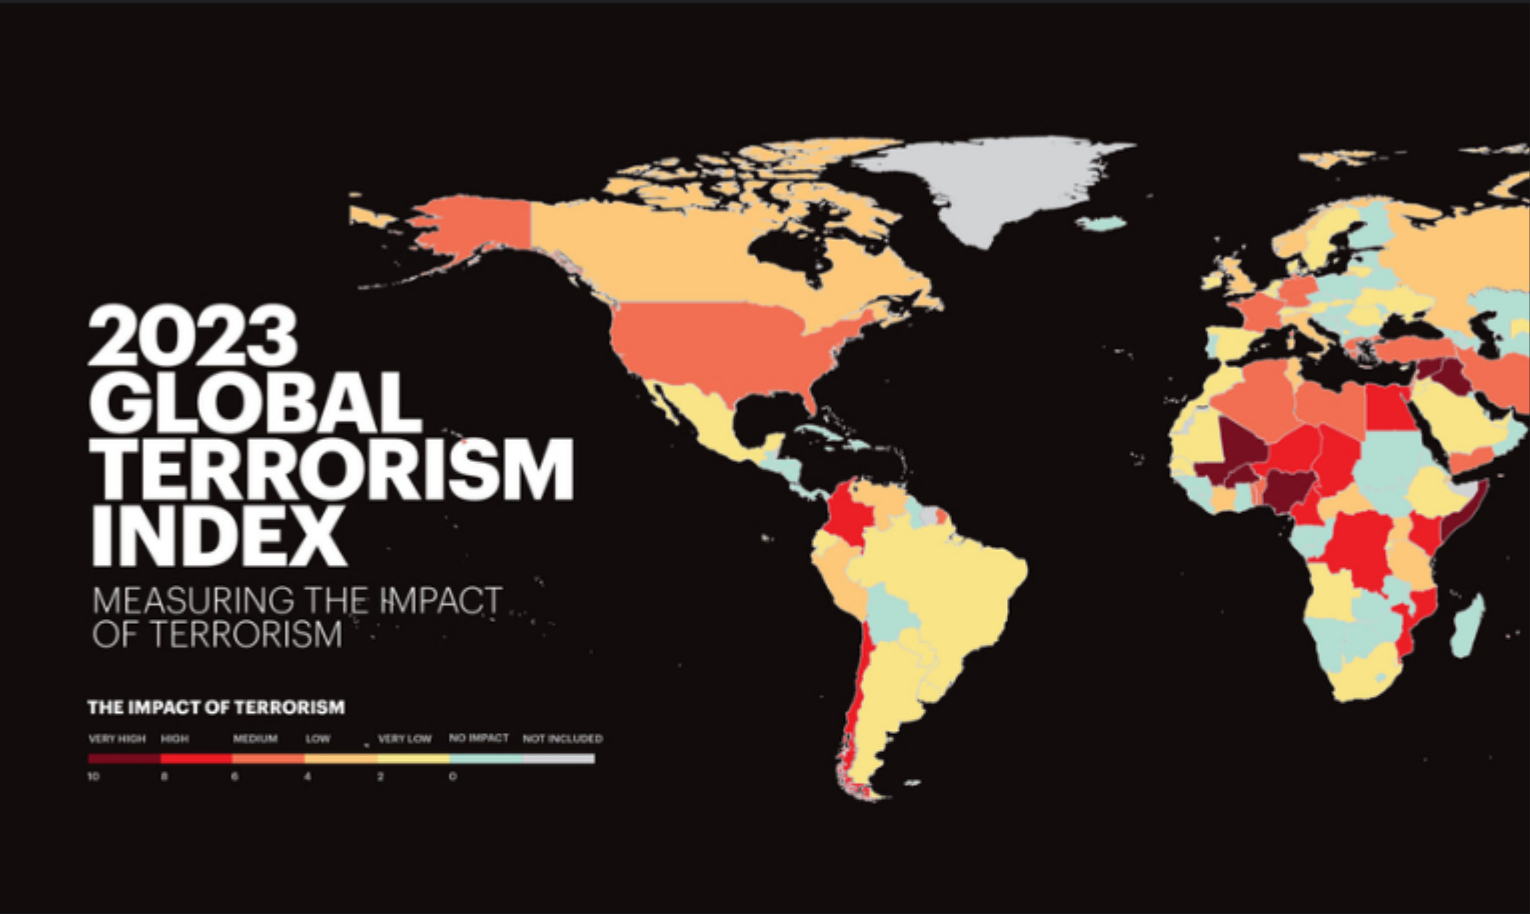 2023
GLOBAL
TERRORISM
INDEX
MEASURING THE IMPACT
OF TERRORISM
THE IMPACT OF TERRORISM
VERY HIGH HIGH MEDIUM LOW VERY LOW NO IMPACT NOT INCLUDED
10 8 6 4 2 0